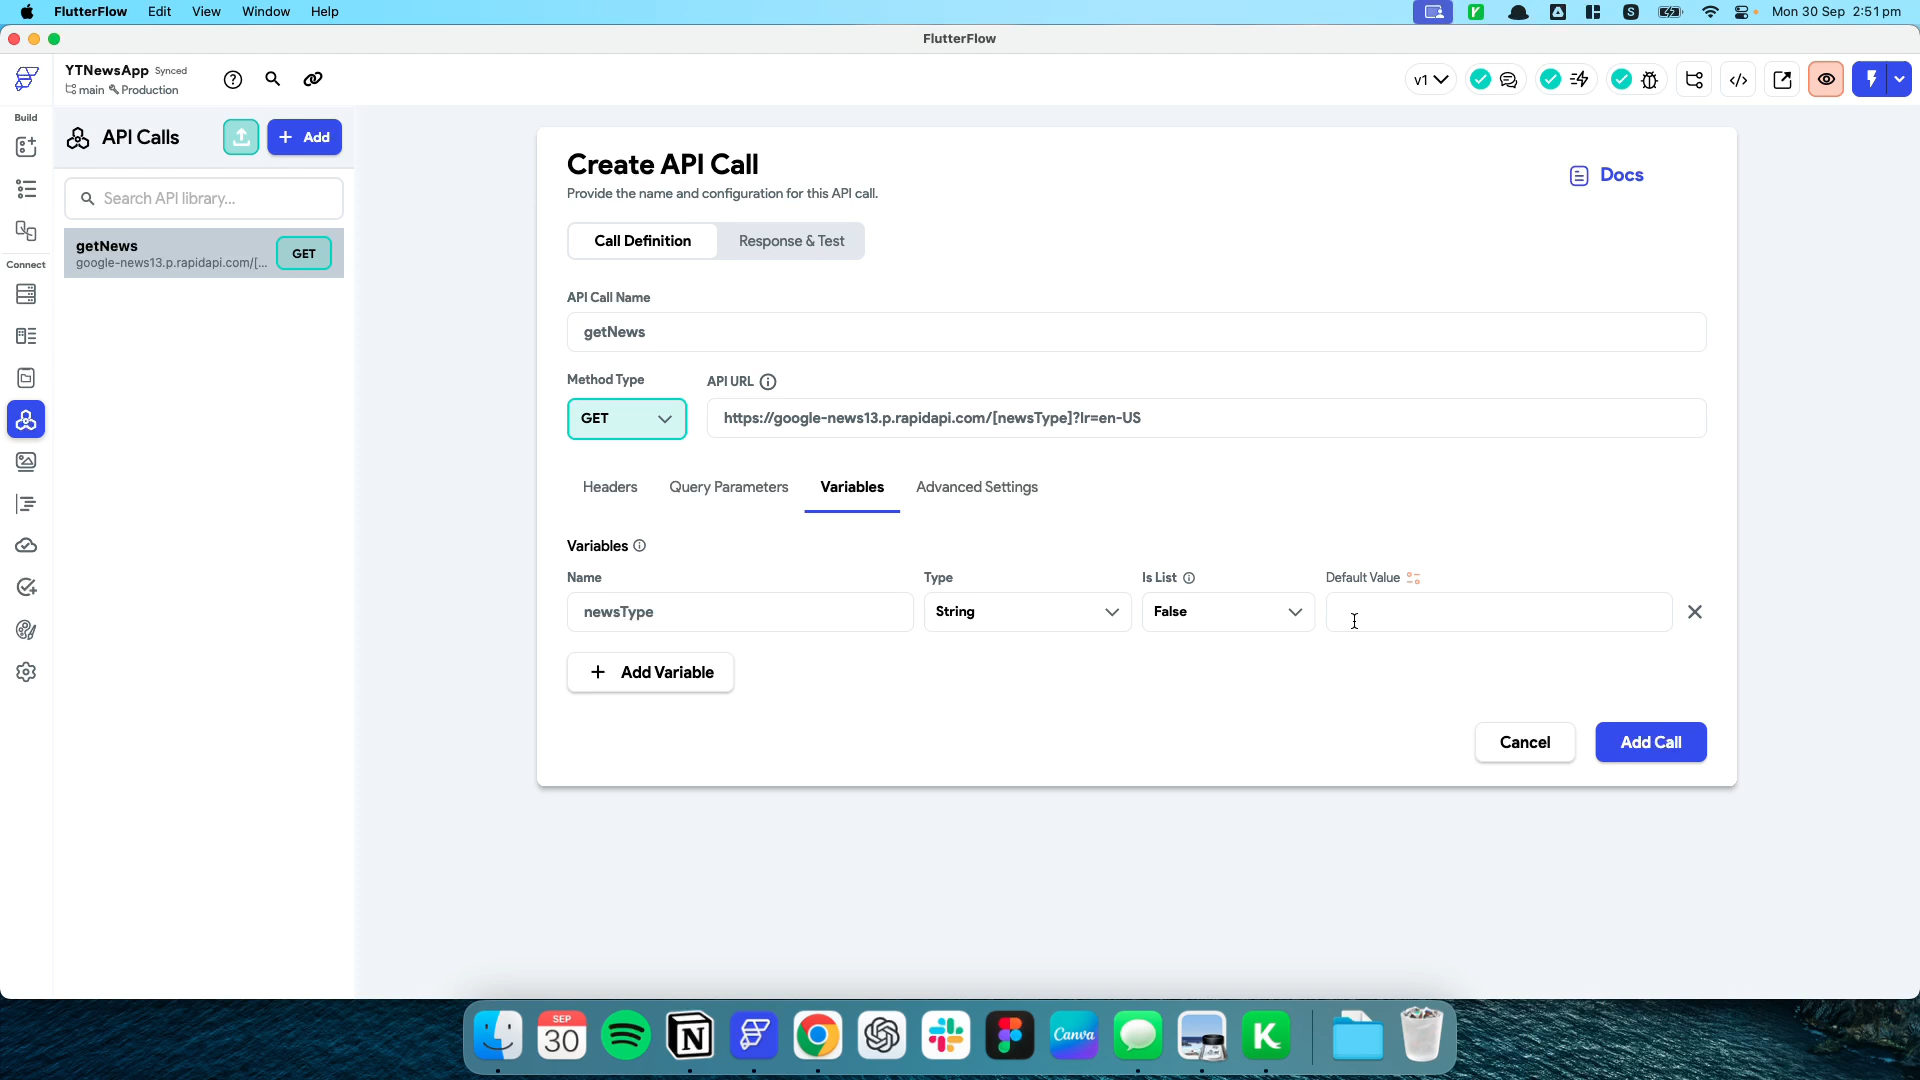 FlutterFlow Edit View Window Help
Mon 30 Sep 2:51 pm
FlutterFlow
YTNewsApp Synced
main Production
v1
Build
API Calls
Add
Search API library...
getNews
google-news13.p.rapidapi.com/[...
GET
Connect
Create API Call
Provide the name and configuration for this API call.
Docs
Call Definition
Response & Test
API Call Name
getNews
Method Type
API URL
GET
https://google-news13.p.rapidapi.com/[newsType]?lr=en-US
Headers
Query Parameters
Variables
Advanced Settings
Variables
Name
Type
Is List
Default Value
newsType
String
False
Add Variable
Cancel
Add Call
SEP
30
Canva
K